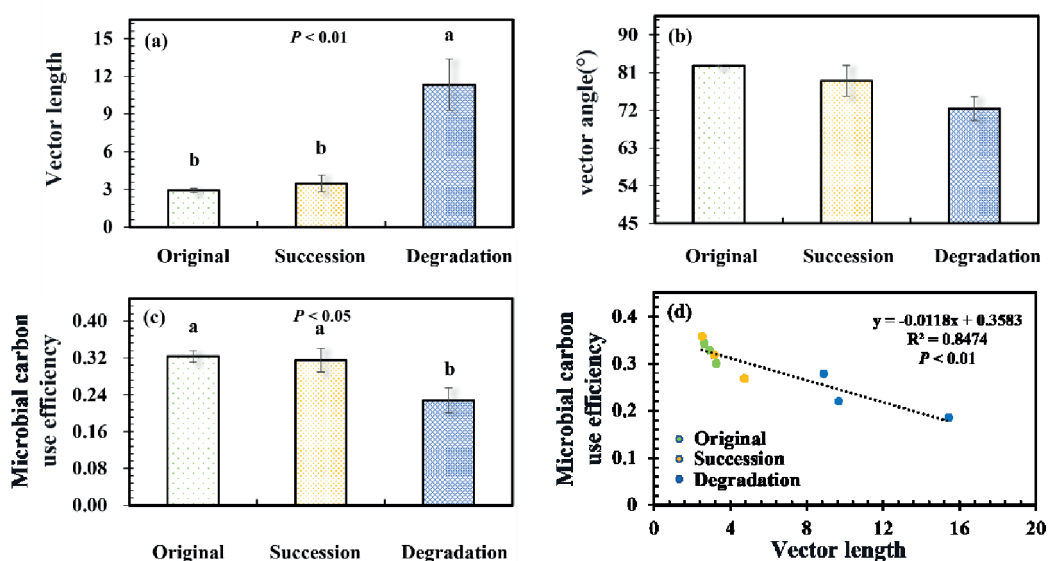 (a)
P < 0.01
Vector length
15
12
9
6
3
0
b
b
a
Original
Succession
Degradation
(b)
vector angle(°)
90
81
72
63
54
45
Original
Succession
Degradation
(c)
P < 0.05
Microbial carbon
use efficiency
0.40
0.32
0.24
0.16
0.08
0.00
a
a
b
Original
Succession
Degradation
(d)
y = -0.0118x + 0.3583
R² = 0.8474
P < 0.01
Microbial carbon
use efficiency
0.4
0.3
0.2
0.1
0
Original
Succession
Degradation
0
4
8
12
16
20
Vector length